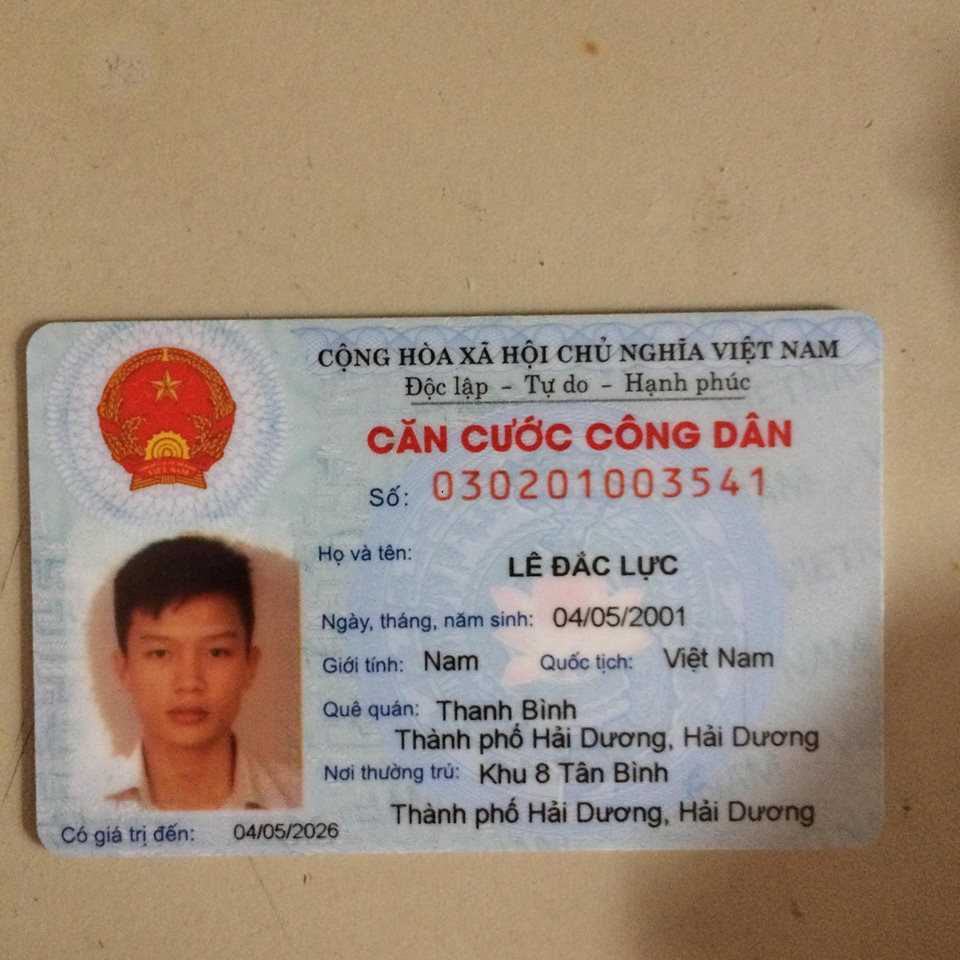 CỘNG HÒA XÃ HỘI CHỦ NGHĨA VIỆT NAM
Độc lập - Tự do - Hạnh phúc
CĂN CƯỚC CÔNG DÂN
Số: 030201003541
Họ và tên: LÊ ĐẮC LỰC
Ngày, tháng, năm sinh: 04/05/2001
Giới tính: Nam Quốc tịch: Việt Nam
Quê quán: Thanh Bình
Thành phố Hải Dương, Hải Dương
Nơi thường trú: Khu 8 Tân Bình
Thành phố Hải Dương, Hải Dương
Có giá trị đến: 04/05/2026